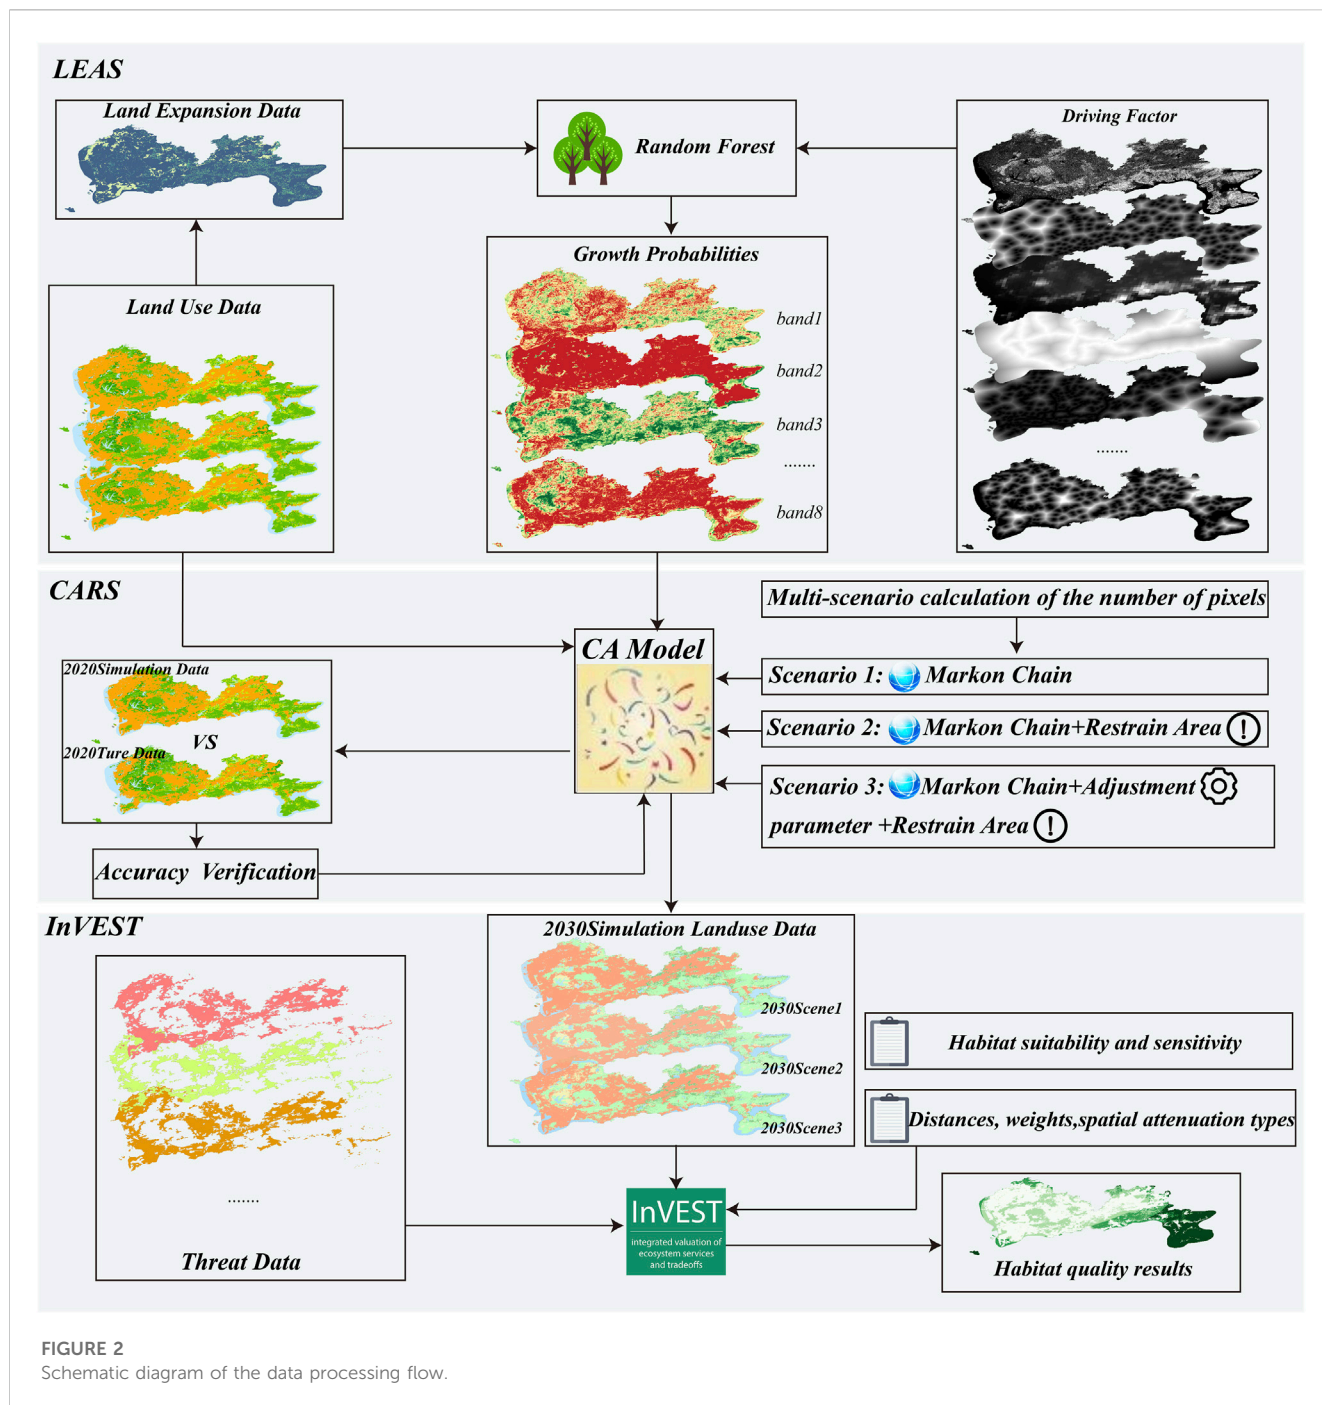 LEAS
Land Expansion Data
Random Forest
Driving Factor
Land Use Data
Growth Probabilities
band1
band2
band3
.......
band8
.......
CARS
Multi-scenario calculation of the number of pixels
CA Model
Scenario 1: Markon Chain
Scenario 2: Markon Chain+Restrain Area
Scenario 3: Markon Chain+Adjustment
parameter +Restrain Area
2020Simulation Data
VS
2020Ture Data
Accuracy Verification
InVEST
2030Simulation Landuse Data
2030Scene1
2030Scene2
2030Scene3
Habitat suitability and sensitivity
Distances, weights,spatial attenuation types
.......
Threat Data
InVEST
integrated valuation of
ecosystem services
and tradeoffs
Habitat quality results
FIGURE 2
Schematic diagram of the data processing flow.